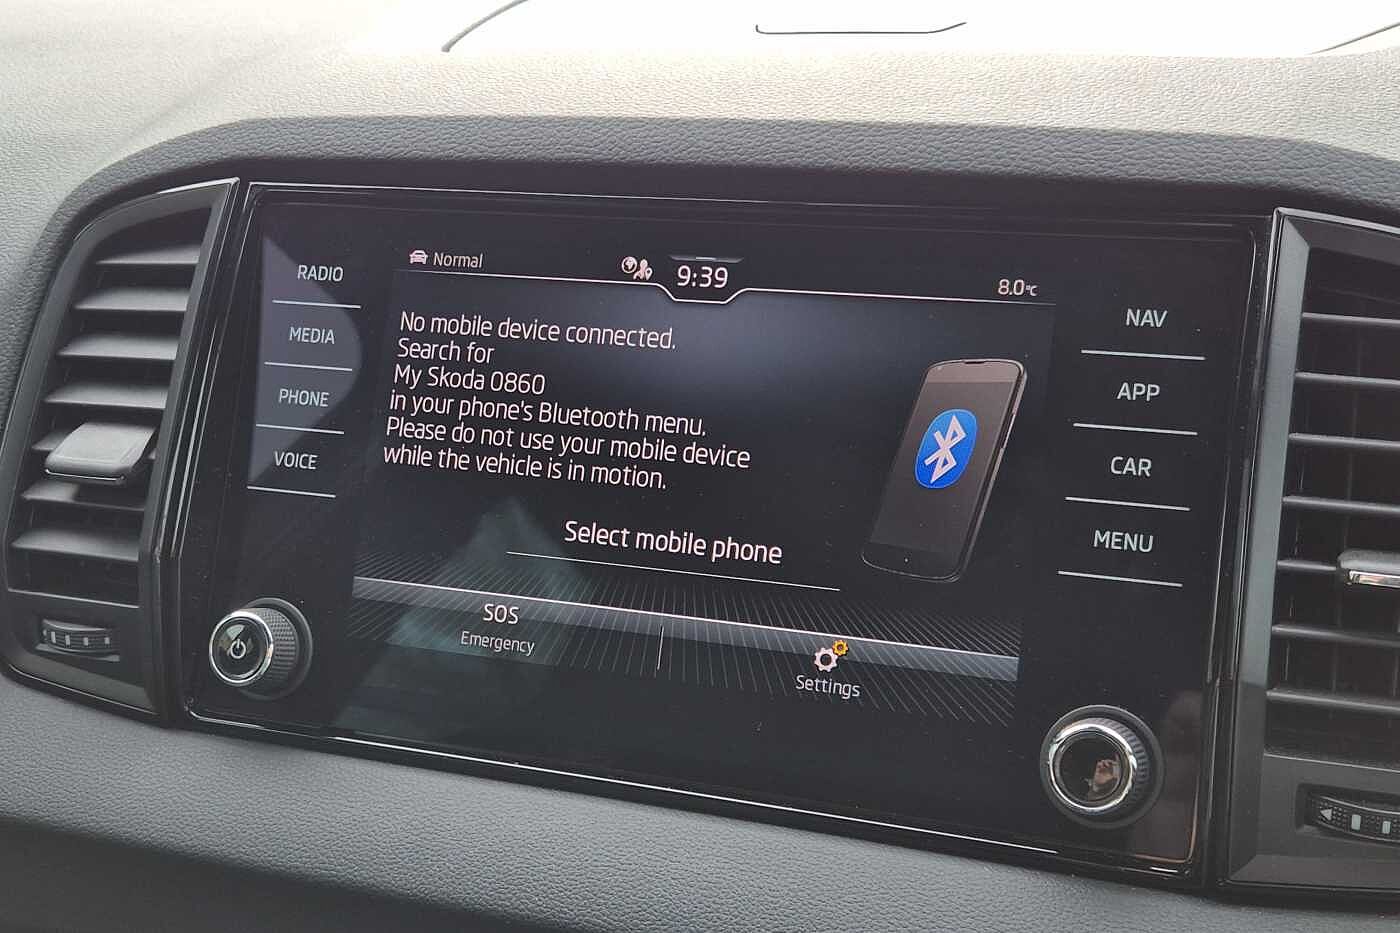 RADIO
MEDIA
PHONE
VOICE
Normal
9:39
8.0°C
No mobile device connected.
Search for
My Skoda 0860
in your phone's Bluetooth menu.
Please do not use your mobile device
while the vehicle is in motion.
Select mobile phone
SOS
Emergency
Settings
NAV
APP
CAR
MENU